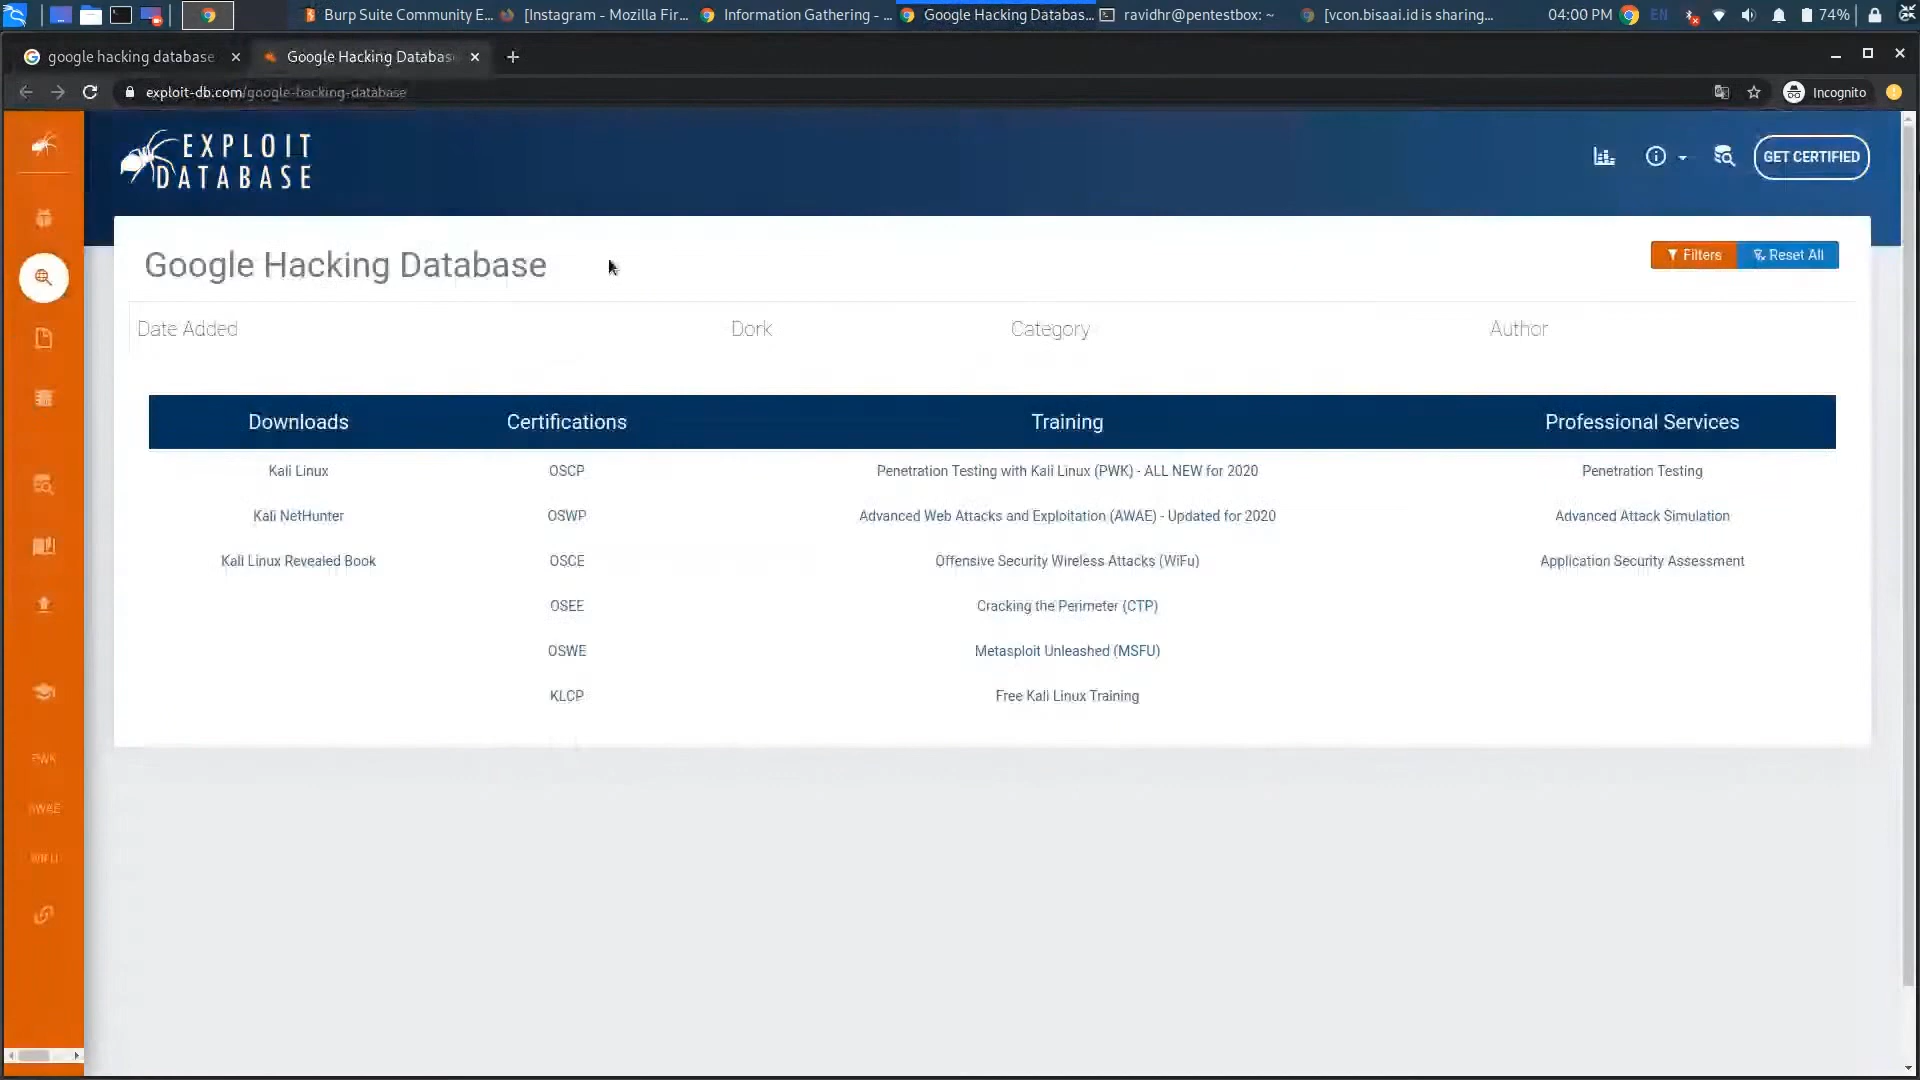 Burp Suite Community E...
[Instagram - Mozilla Fir...
Information Gathering - ...
Google Hacking Databas...
ravidhr@pentestbox: ~
[vcon.bisaai.id is sharing...
04:00 PM
EN
74%
google hacking database
Google Hacking Databas
exploit-db.com/google-hacking-database
Incognito
EXPLOIT
DATABASE
GET CERTIFIED
Google Hacking Database
Filters
Reset All
Date Added
Dork
Category
Author
Downloads
Certifications
Training
Professional Services
Kali Linux
OSCP
Penetration Testing with Kali Linux (PWK) - ALL NEW for 2020
Penetration Testing
Kali NetHunter
OSWP
Advanced Web Attacks and Exploitation (AWAE) - Updated for 2020
Advanced Attack Simulation
Kali Linux Revealed Book
OSCE
Offensive Security Wireless Attacks (WiFu)
Application Security Assessment
OSEE
Cracking the Perimeter (CTP)
OSWE
Metasploit Unleashed (MSFU)
KLCP
Free Kali Linux Training
PWK
AWAE
WiFU